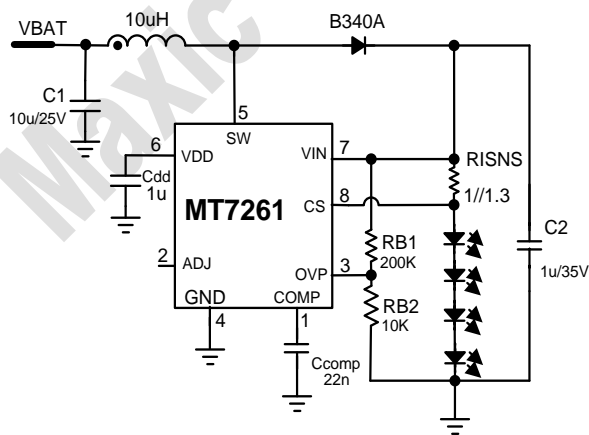 10uH
B340A
VBAT
C1
10u/25V
5
SW
6
VDD
VIN
7
RISNS
Cdd
1u
MT7261
CS
8
1//1.3
RB1
200K
C2
1u/35V
2
ADJ
OVP
3
RB2
10K
GND
COMP
4
1
Ccomp
22n
Maxic